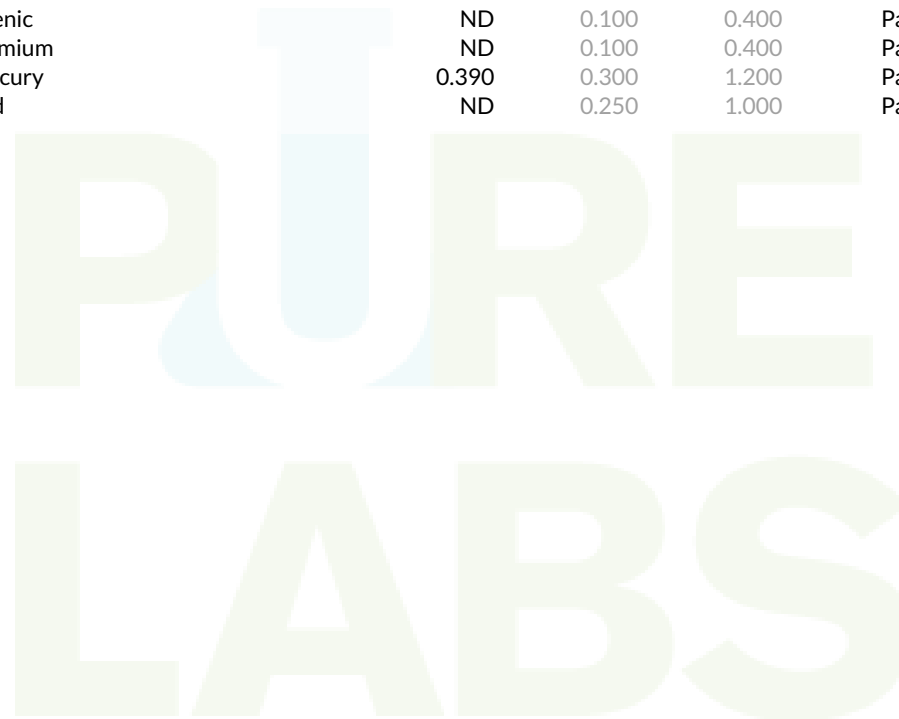 enic ND 0.100 0.400 Pa
mium ND 0.100 0.400 Pa
cury 0.390 0.300 1.200 Pa
d ND 0.250 1.000 Pa
PURE
LABS